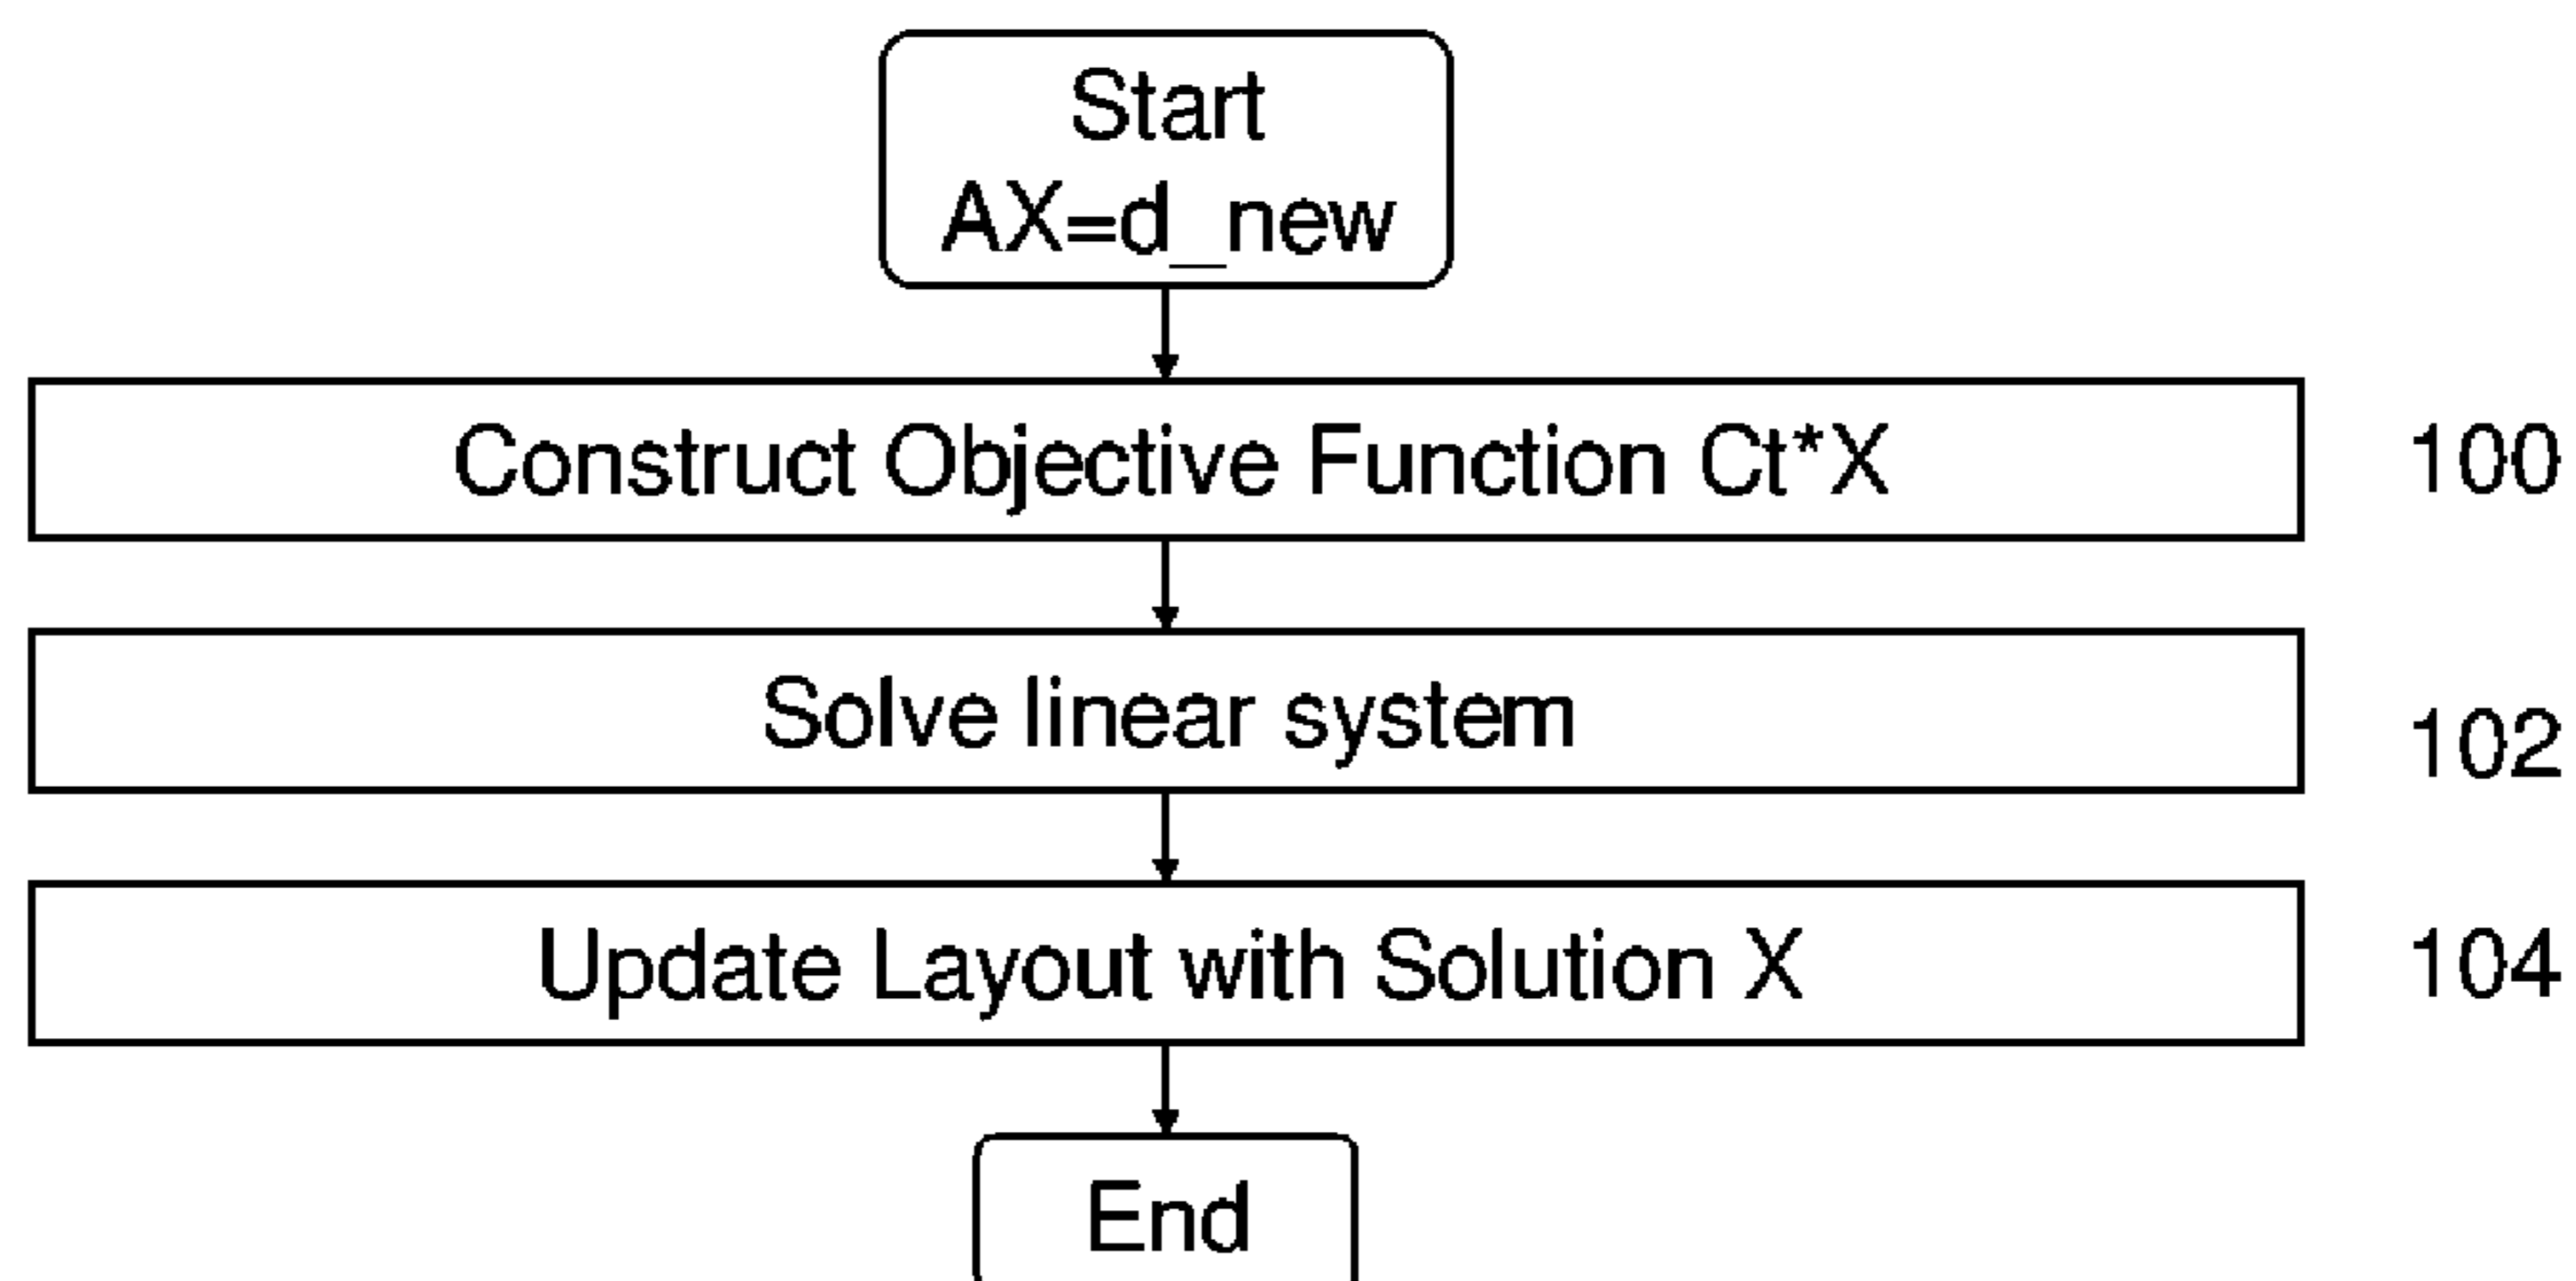 Start
AX=d_new
Construct Objective Function Ct*X
100
Solve linear system
102
Update Layout with Solution X
104
End